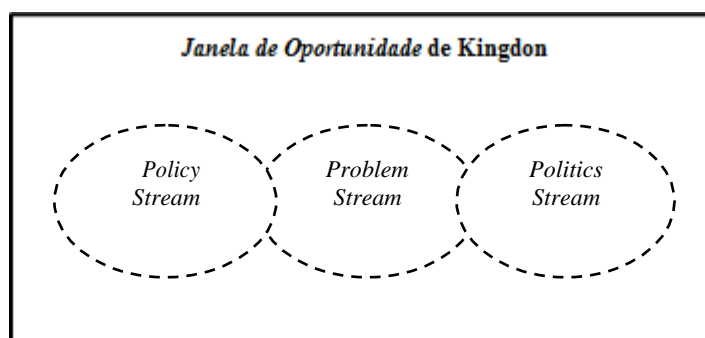 Janela de Oportunidade de Kingdon
Policy
Stream
Problem
Stream
Politics
Stream